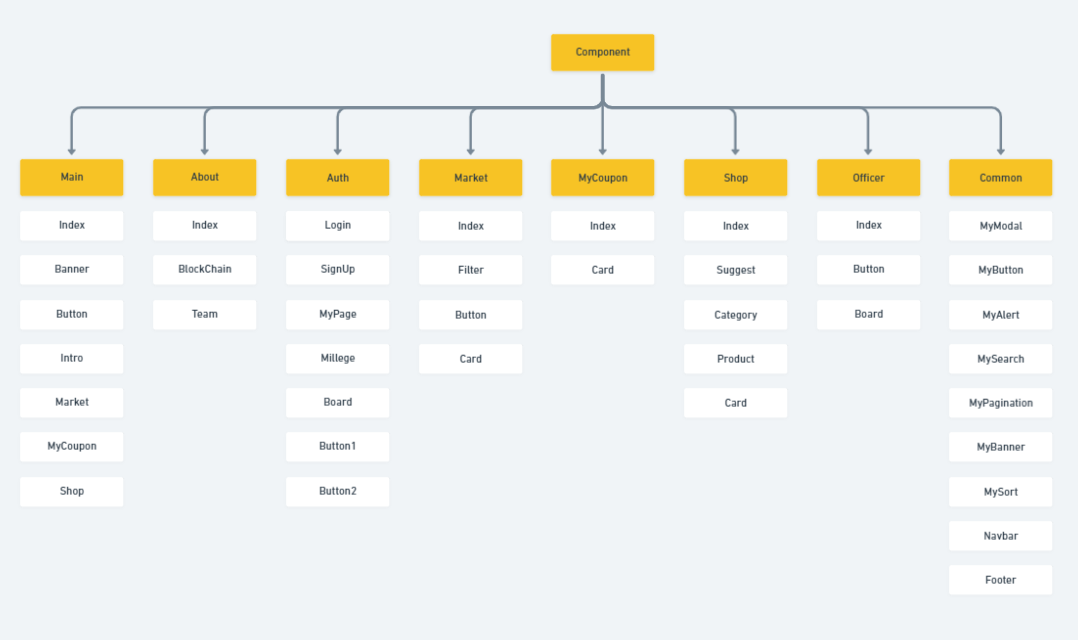 Component
Main
Index
Banner
Button
Intro
Market
MyCoupon
Shop
About
Index
BlockChain
Team
Auth
Login
SignUp
MyPage
Millege
Board
Button1
Button2
Market
Index
Filter
Button
Card
MyCoupon
Index
Card
Shop
Index
Suggest
Category
Product
Card
Officer
Index
Button
Board
Common
MyModal
MyButton
MyAlert
MySearch
MyPagination
MyBanner
MySort
Navbar
Footer